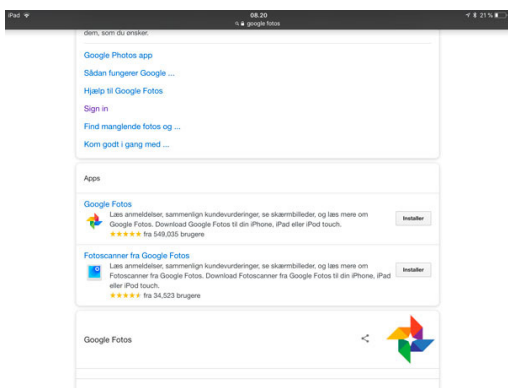 iPad
08.20
21 %
google fotos
dem, som du ønsker.
Google Photos app
Sådan fungerer Google ...
Hjælp til Google Fotos
Sign in
Find manglende fotos og ...
Kom godt i gang med ...
Apps
Google Fotos
Læs anmeldelser, sammenlign kundevurderinger, se skærmbilleder, og læs mere om
Google Fotos. Download Google Fotos til din iPhone, iPad eller iPod touch.
Installer
★★★★★ fra 549,035 brugere
Fotoscanner fra Google Fotos
Læs anmeldelser, sammenlign kundevurderinger, se skærmbilleder, og læs mere om
Fotoscanner fra Google Fotos. Download Fotoscanner fra Google Fotos til din iPhone, iPad
eller iPod touch.
Installer
★★★★★ fra 34,523 brugere
Google Fotos